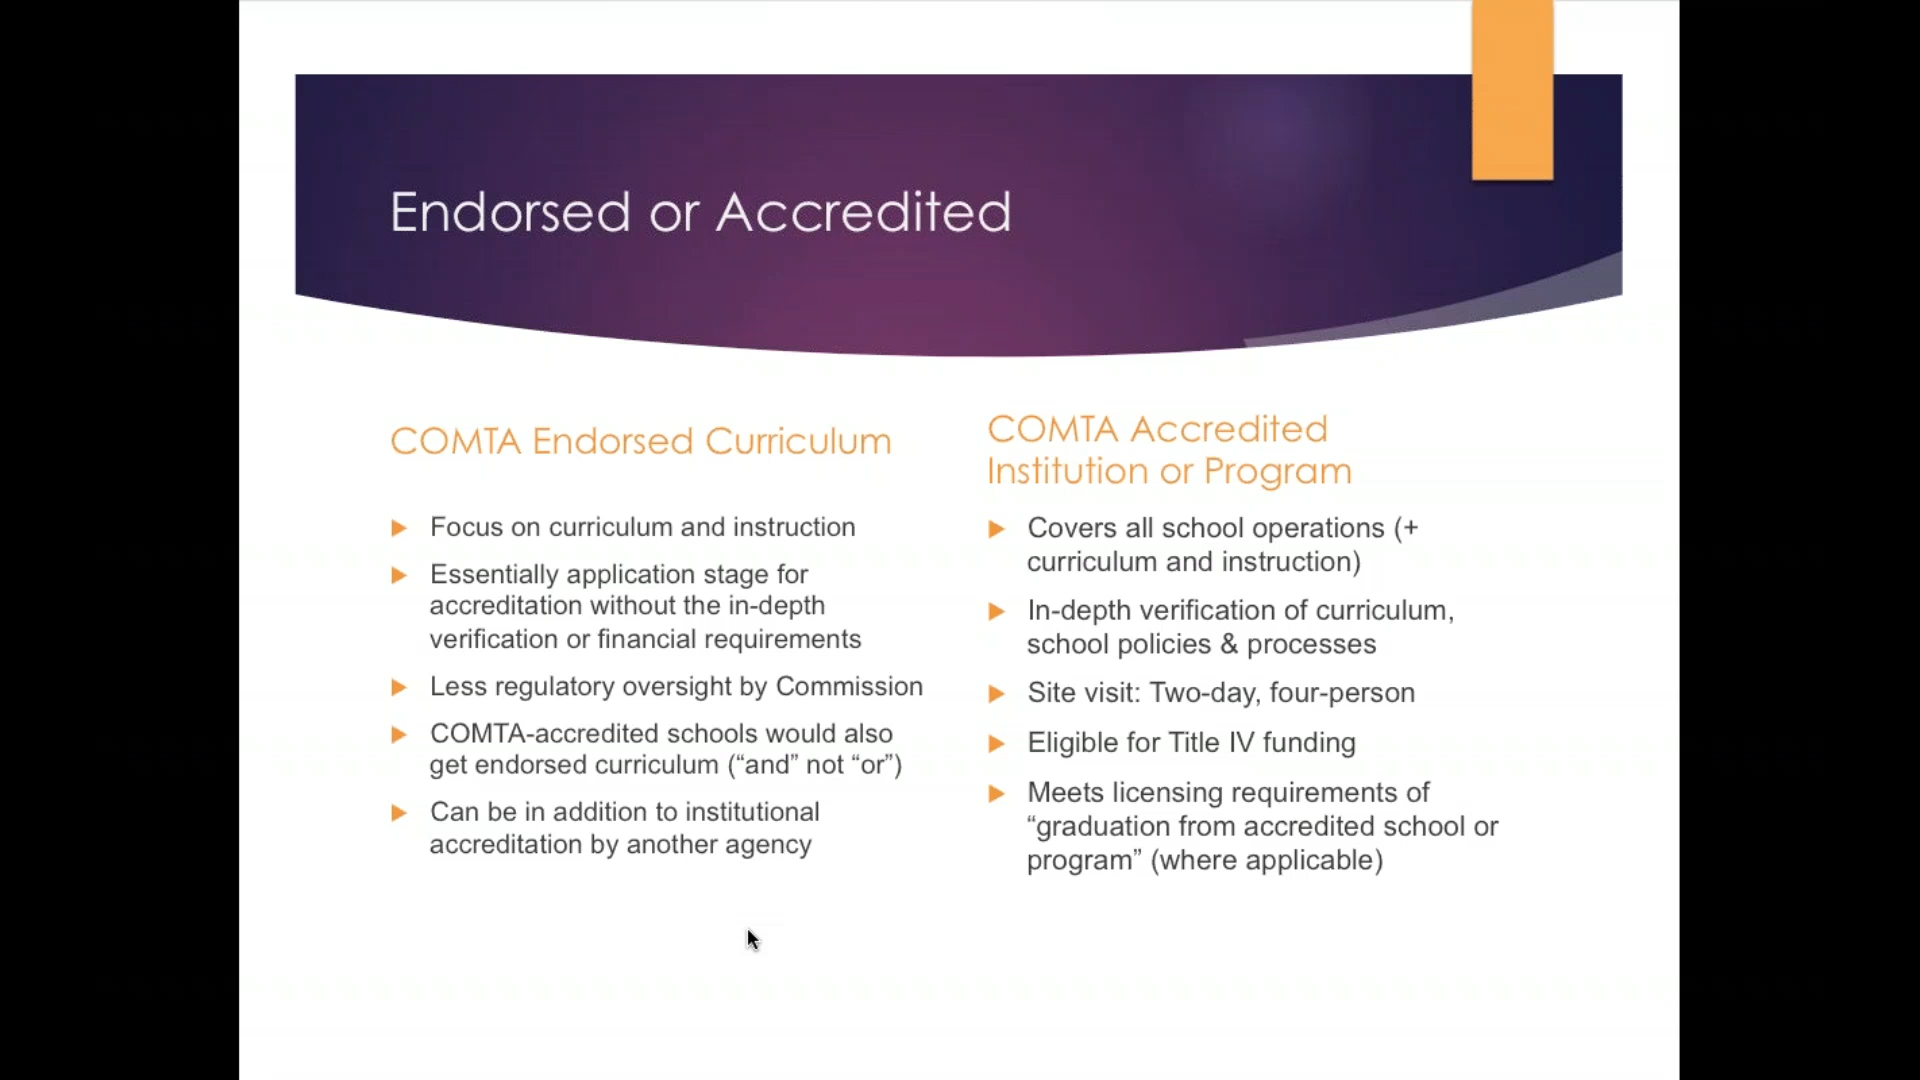 Endorsed or Accredited
COMTA Endorsed Curriculum
Focus on curriculum and instruction
Essentially application stage for
accreditation without the in-depth
verification or financial requirements
Less regulatory oversight by Commission
COMTA-accredited schools would also
get endorsed curriculum (“and” not “or”)
Can be in addition to institutional
accreditation by another agency
COMTA Accredited
Institution or Program
Covers all school operations (+
curriculum and instruction)
In-depth verification of curriculum,
school policies & processes
Site visit: Two-day, four-person
Eligible for Title IV funding
Meets licensing requirements of
“graduation from accredited school or
program” (where applicable)